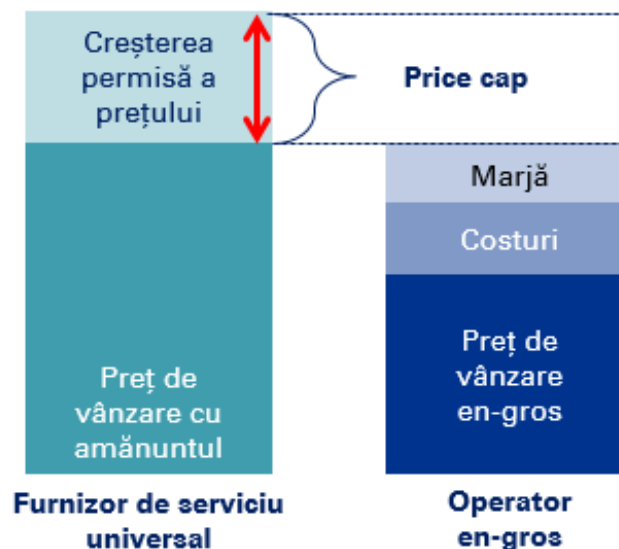 Creșterea
permisă a
prețului
Price cap
Marjă
Costuri
Preț de
vânzare
en-gros
Preț de
vânzare cu
amănuntul
Furnizor de serviciu
universal
Operator
en-gros